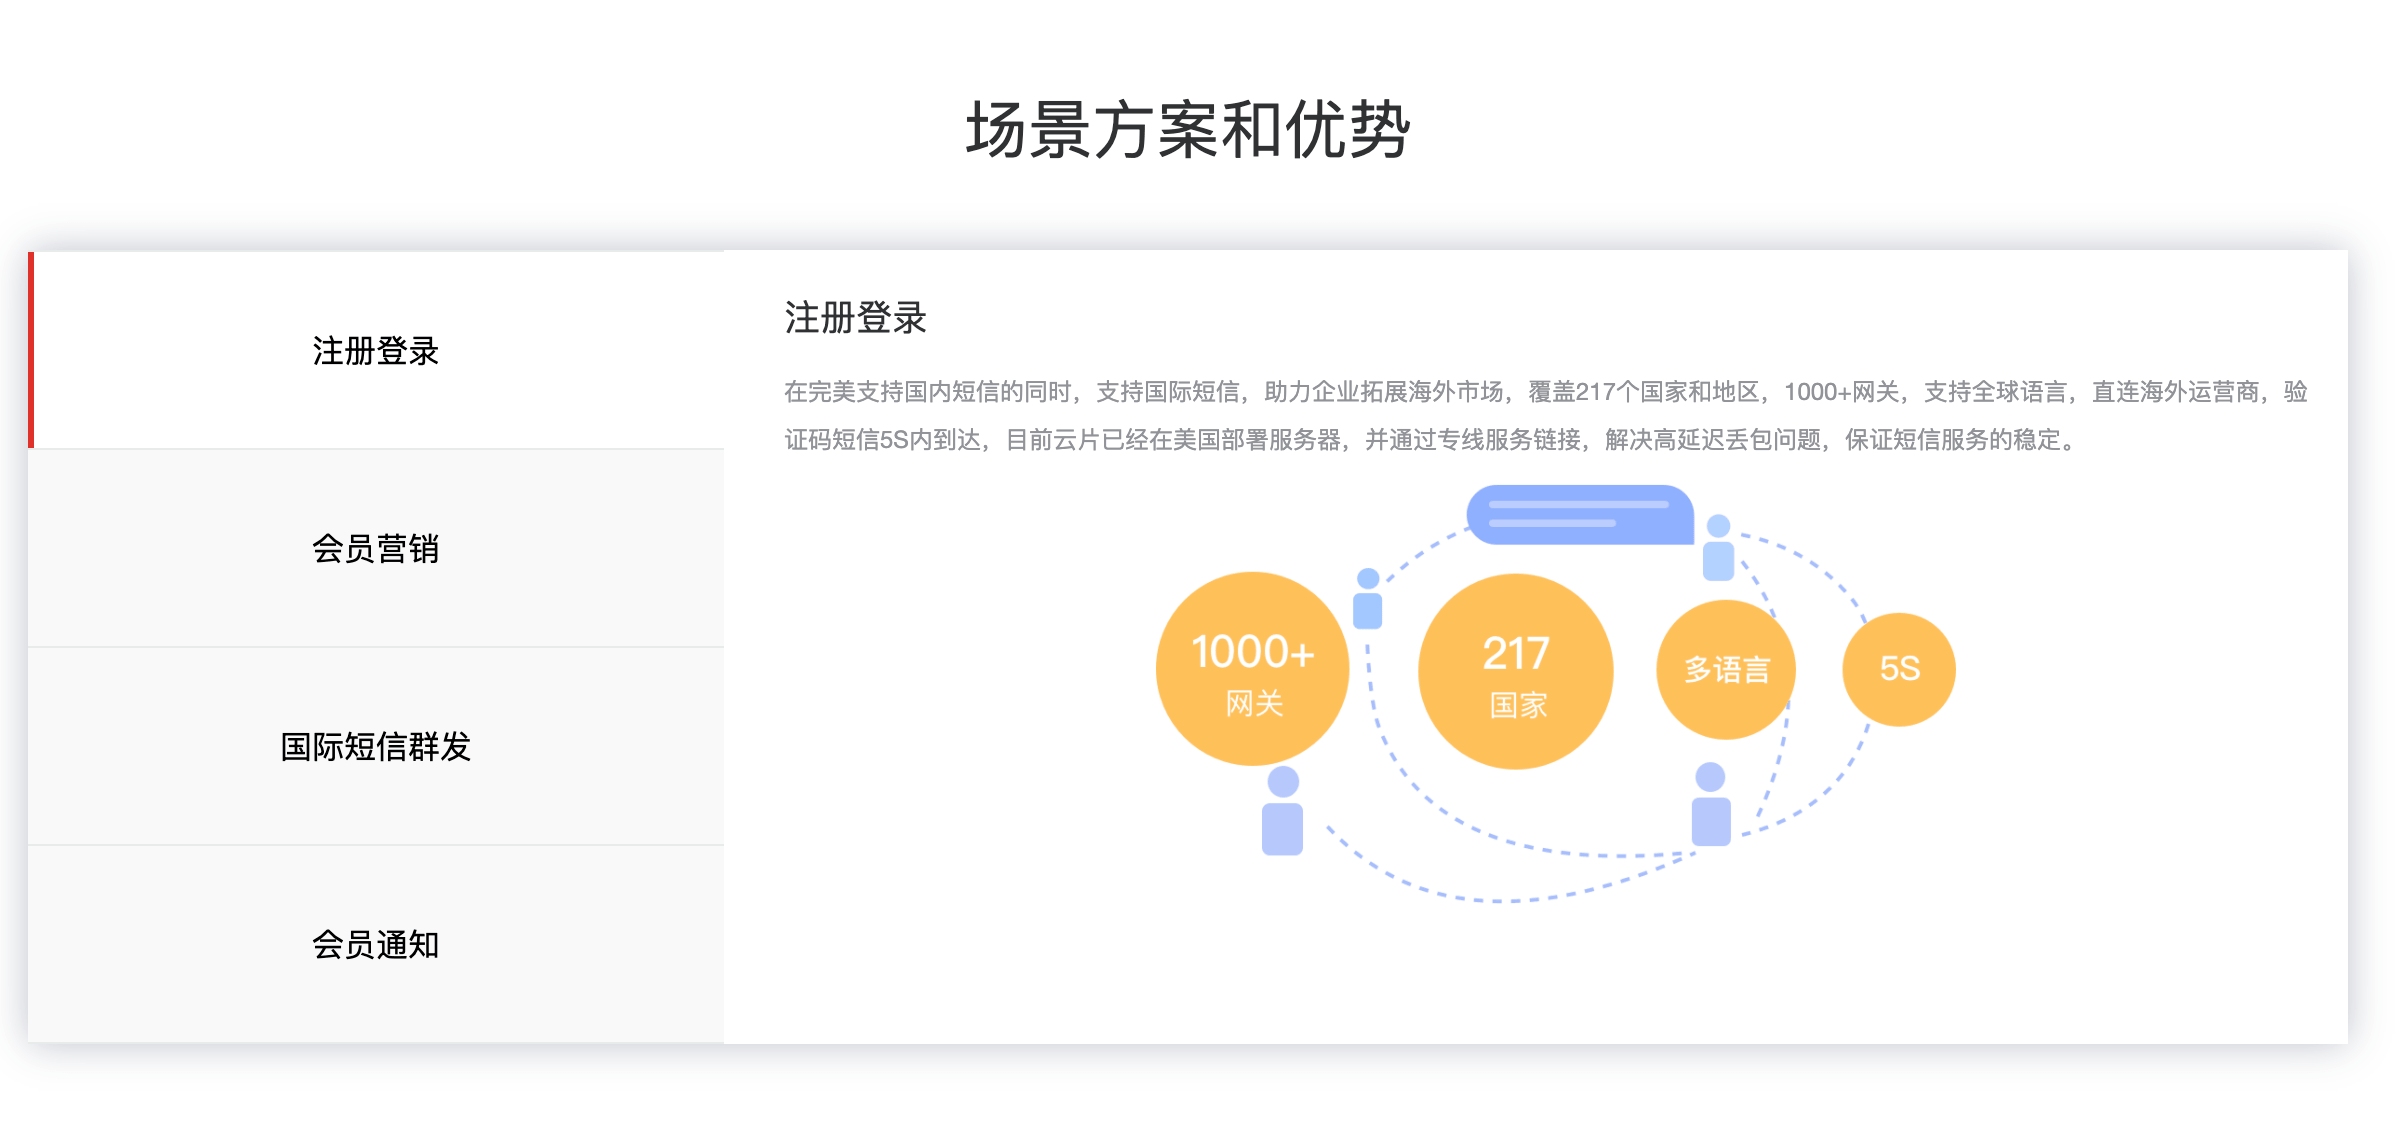 场景方案和优势
注册登录
会员营销
国际短信群发
会员通知
注册登录
在完美支持国内短信的同时，支持国际短信，助力企业拓展海外市场，覆盖217个国家和地区，1000+网关，支持全球语言，直连海外运营商，验
证码短信5S内到达，目前云片已经在美国部署服务器，并通过专线服务链接，解决高延迟丢包问题，保证短信服务的稳定。
1000+
网关
217
国家
多语言
5S